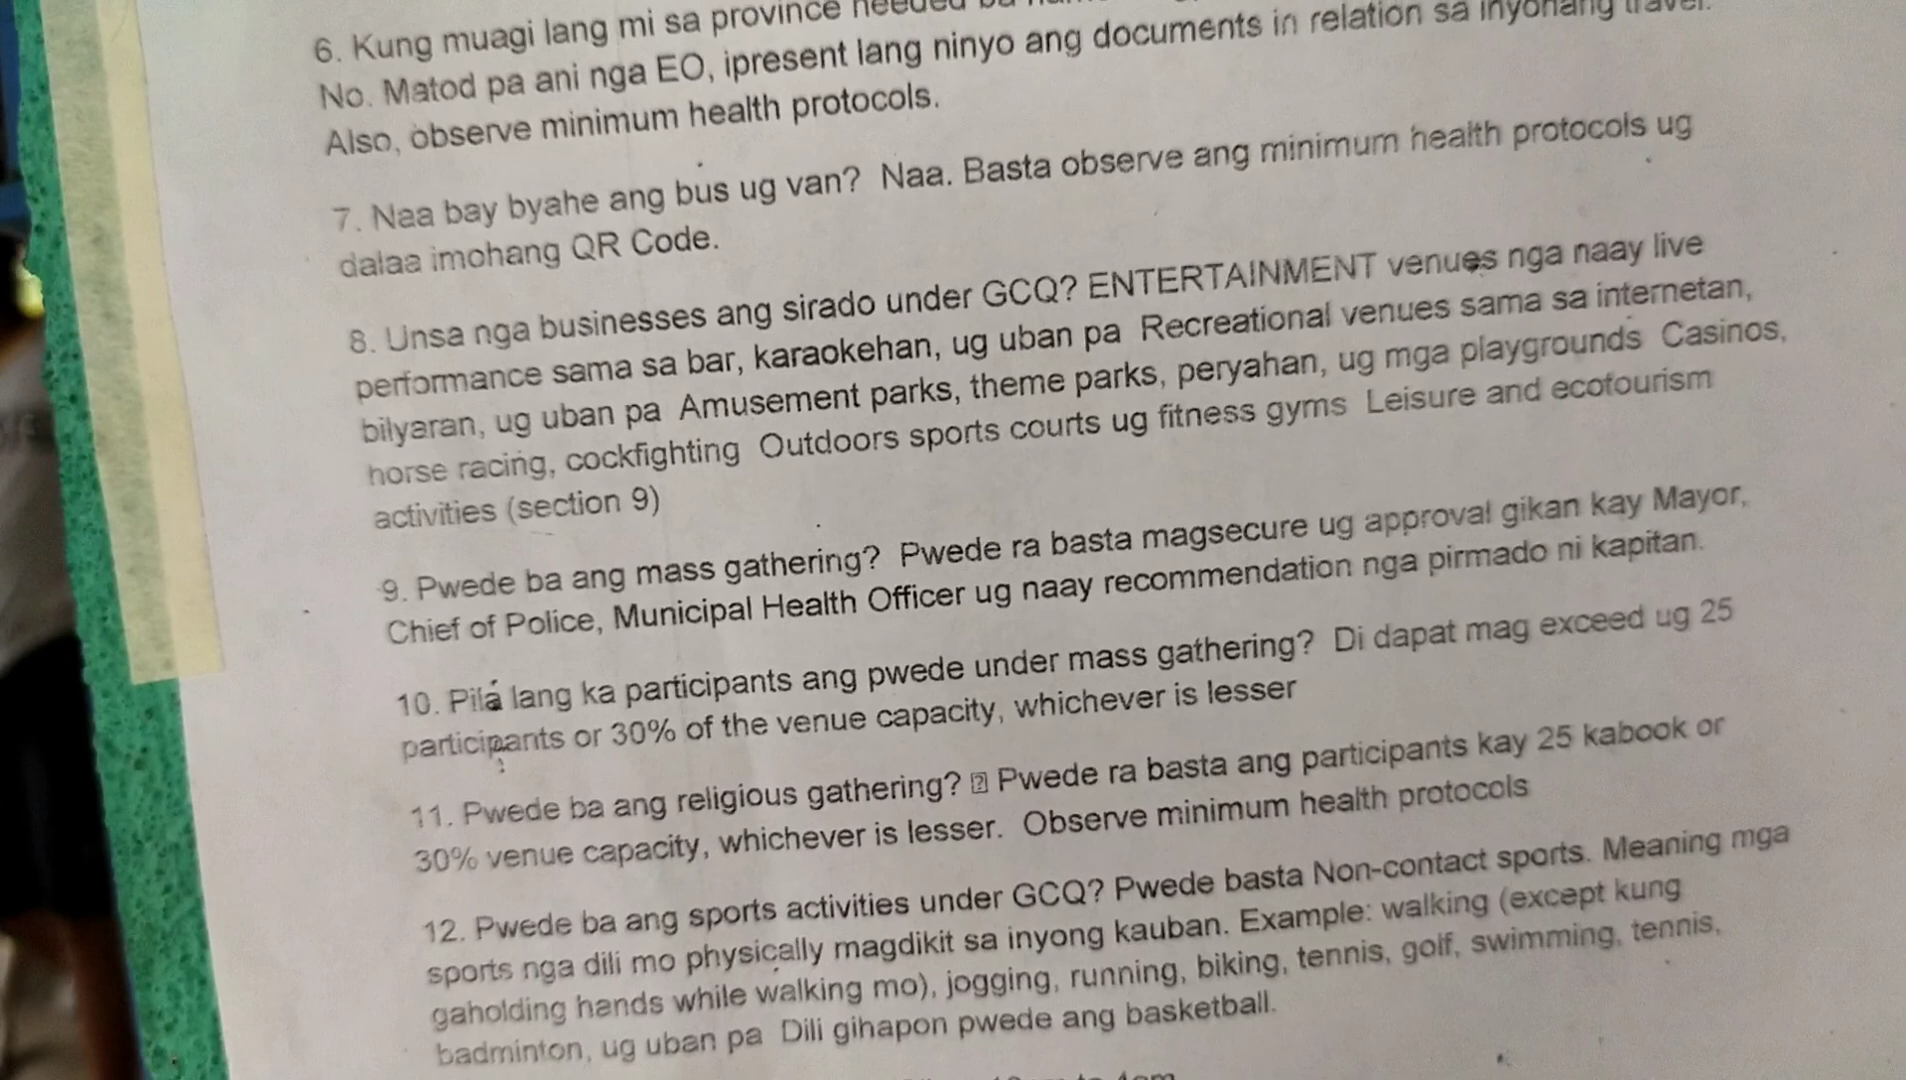 6. Kung muagi lang mi sa province needed ba
No. Matod pa ani nga EO, ipresent lang ninyo ang documents in relation sa inyohang travel.
Also, observe minimum health protocols.
7. Naa bay byahe ang bus ug van? Naa. Basta observe ang minimum health protocols ug
dalaa imohang QR Code.
8. Unsa nga businesses ang sirado under GCQ? ENTERTAINMENT venues nga naay live
performance sama sa bar, karaokehan, ug uban pa Recreational venues sama sa internetan,
bilyaran, ug uban pa Amusement parks, theme parks, peryahan, ug mga playgrounds Casinos,
horse racing, cockfighting Outdoors sports courts ug fitness gyms Leisure and ecotourism
activities (section 9)
9. Pwede ba ang mass gathering? Pwede ra basta magsecure ug approval gikan kay Mayor,
Chief of Police, Municipal Health Officer ug naay recommendation nga pirmado ni kapitan.
10. Pila lang ka participants ang pwede under mass gathering? Di dapat mag exceed ug 25
participants or 30% of the venue capacity, whichever is lesser
11. Pwede ba ang religious gathering? Pwede ra basta ang participants kay 25 kabook or
30% venue capacity, whichever is lesser. Observe minimum health protocols
12. Pwede ba ang sports activities under GCQ? Pwede basta Non-contact sports. Meaning mga
sports nga dili mo physically magdikit sa inyong kauban. Example: walking (except kung
gaholding hands while walking mo), jogging, running, biking, tennis, golf, swimming, tennis,
badminton, ug uban pa Dili gihapon pwede ang basketball.